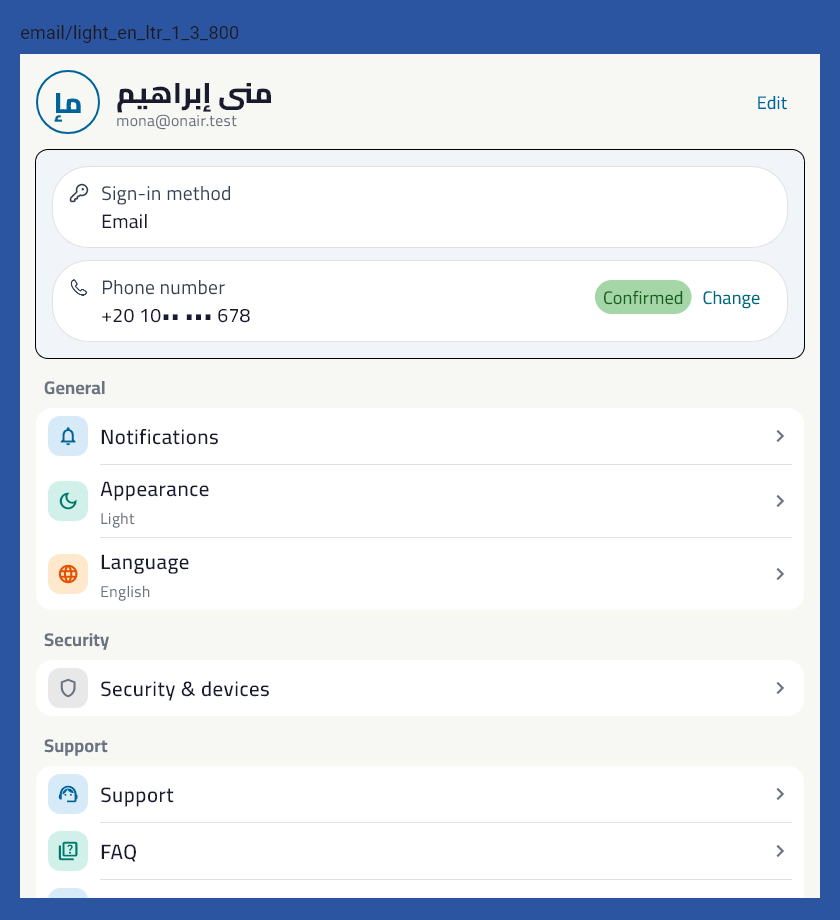 email/light_en_ltr_1_3_800
مإ
منى إبراهيم
mona@onair.test
Edit
Sign-in method
Email
Phone number
+20 10•• ••• 678
Confirmed
Change
General
Notifications
Appearance
Light
Language
English
Security
Security & devices
Support
Support
FAQ